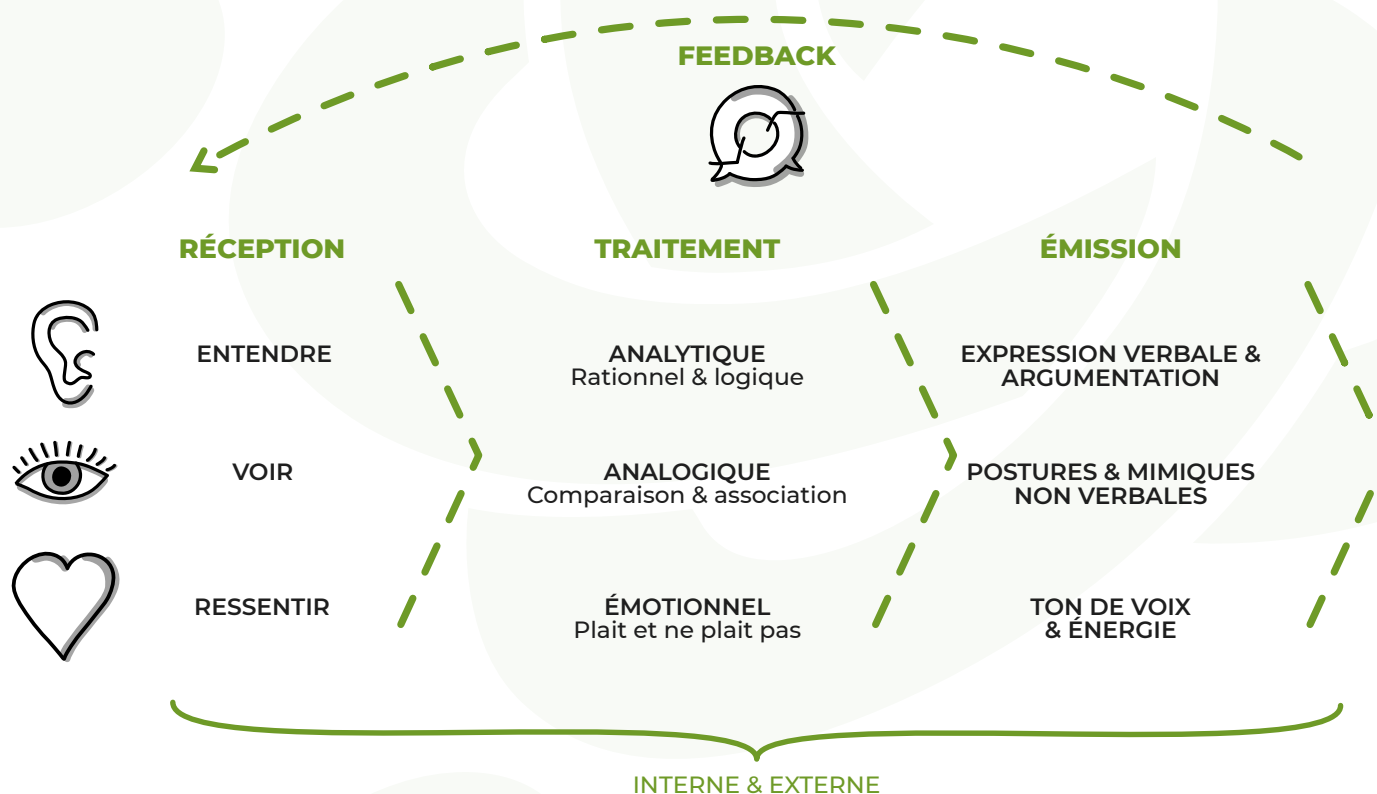 FEEDBACK
RÉCEPTION
TRAITEMENT
ÉMISSION
ENTENDRE
ANALYTIQUE
Rationnel & logique
EXPRESSION VERBALE &
ARGUMENTATION
VOIR
ANALOGIQUE
Comparaison & association
POSTURES & MIMIQUES
NON VERBALES
RESSENTIR
ÉMOTIONNEL
Plait et ne plait pas
TON DE VOIX
& ÉNERGIE
INTERNE & EXTERNE